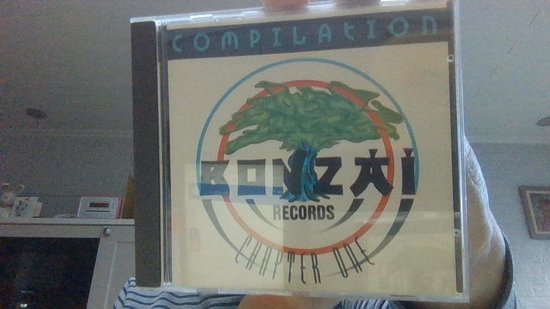 COMPILATION
BONZAI
RECORDS
CHAPTER ONE